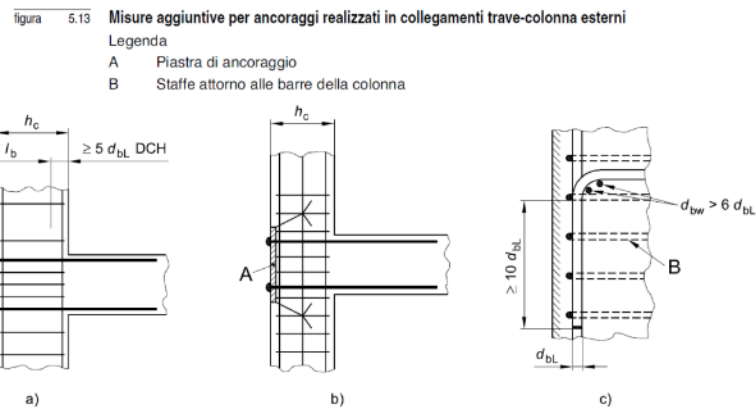 figura 5.13 Misure aggiuntive per ancoraggi realizzati in collegamenti trave-colonna esterni
Legenda
A Piastra di ancoraggio
B Staffe attorno alle barre della colonna
hc
lb
≥ 5 dbL DCH
hc
A
≥ 10 dbL
dbw > 6 dbL
B
dbL
a)
b)
c)